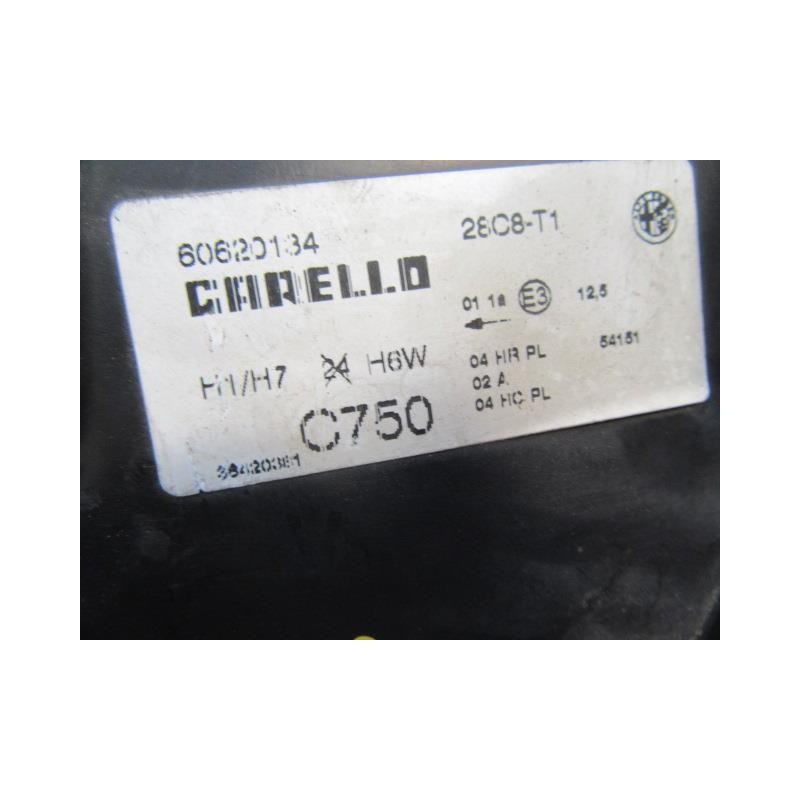 60620134 28C8-T1
CARELLO
01 1a E3 12,5
H1/H7 24 H6W
04 HR PL 54151
02 A
04 HC PL
C750